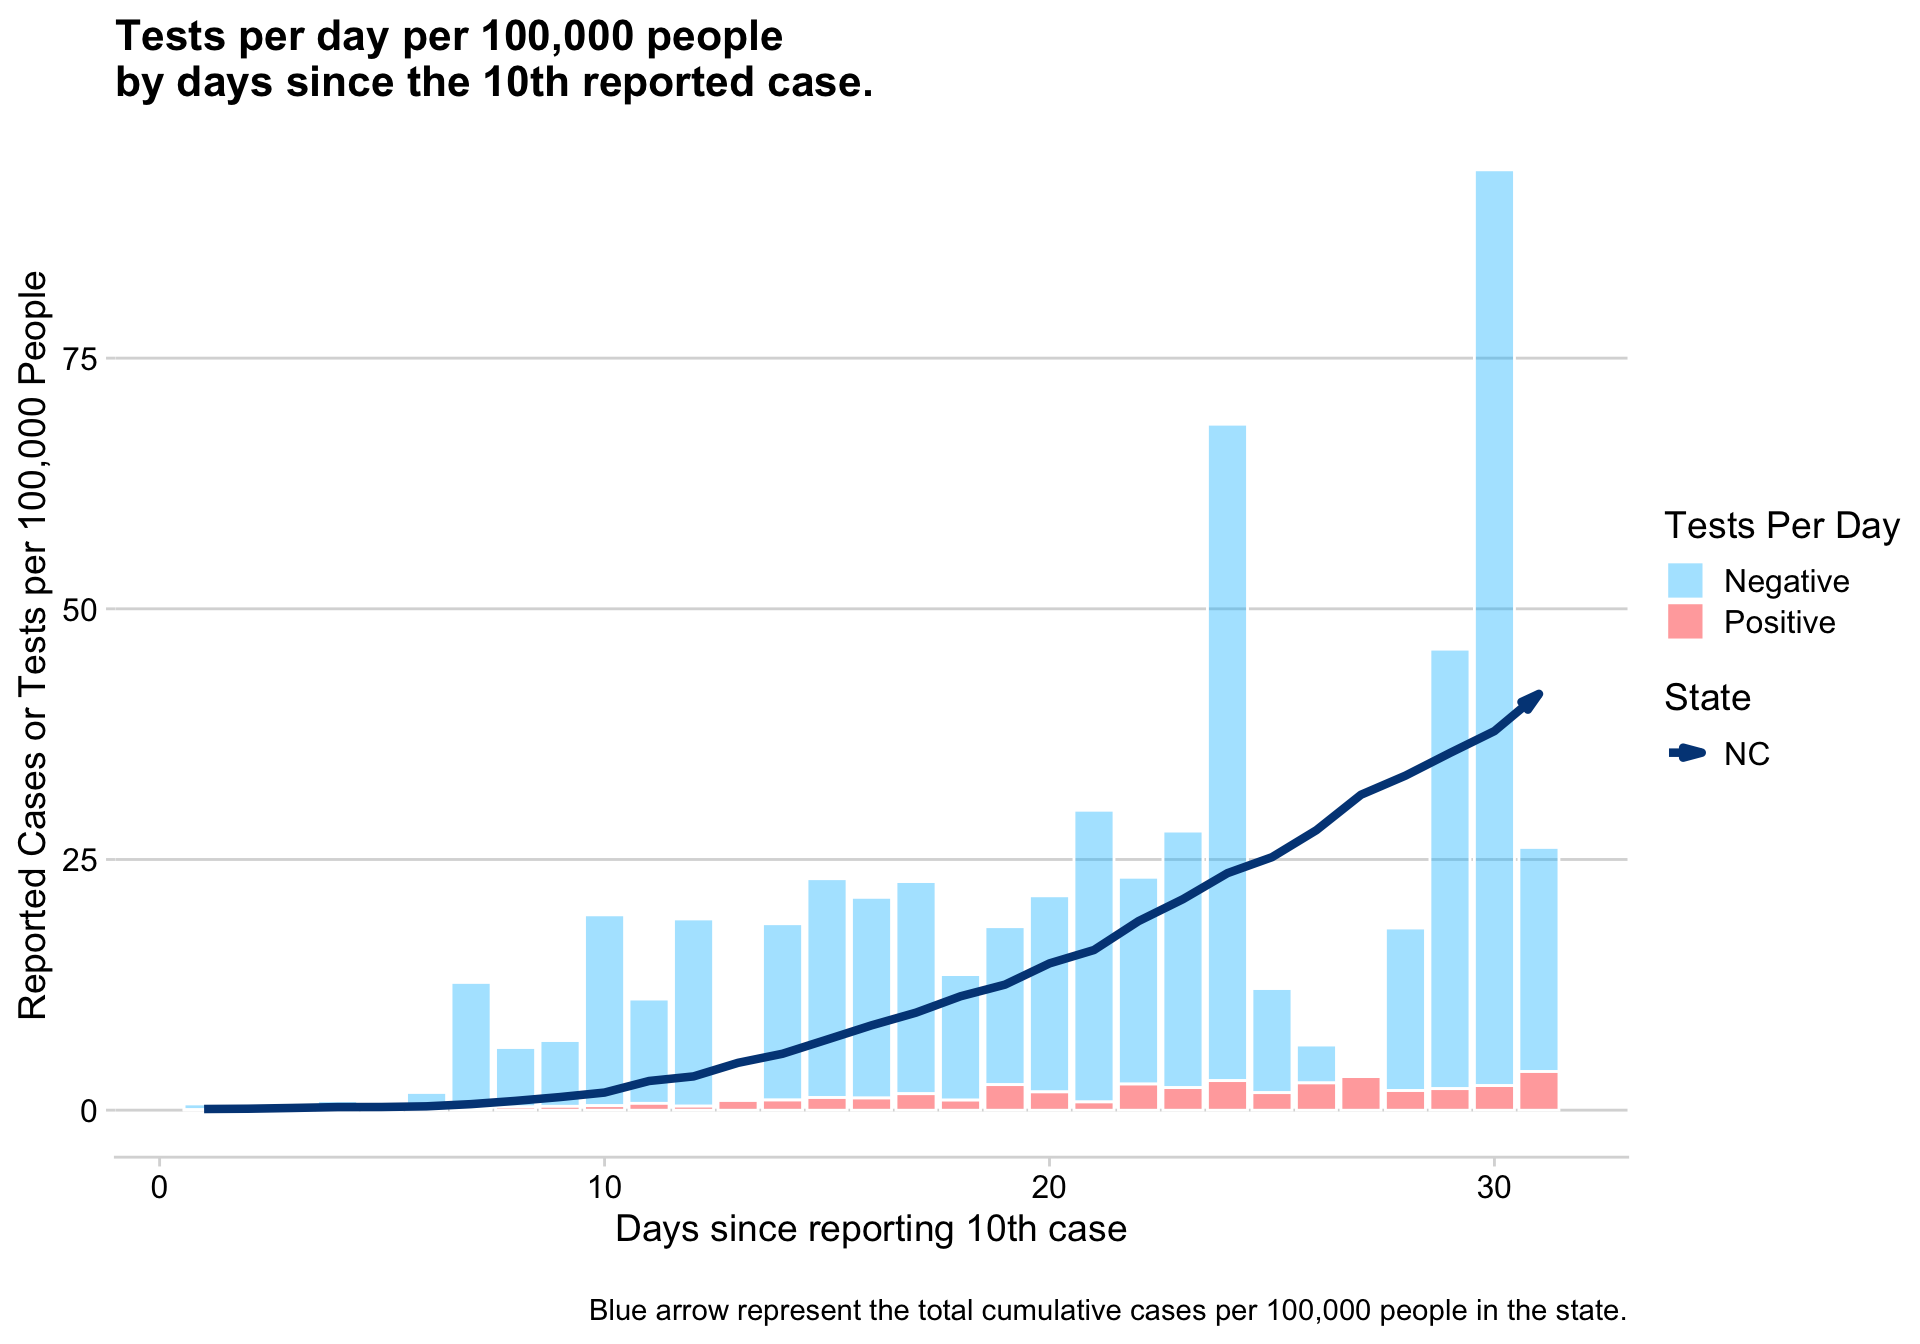 Tests per day per 100,000 people
by days since the 10th reported case.
Reported Cases or Tests per 100,000 People
75
50
25
0
0
10
20
30
Days since reporting 10th case
Tests Per Day
Negative
Positive
State
NC
Blue arrow represent the total cumulative cases per 100,000 people in the state.